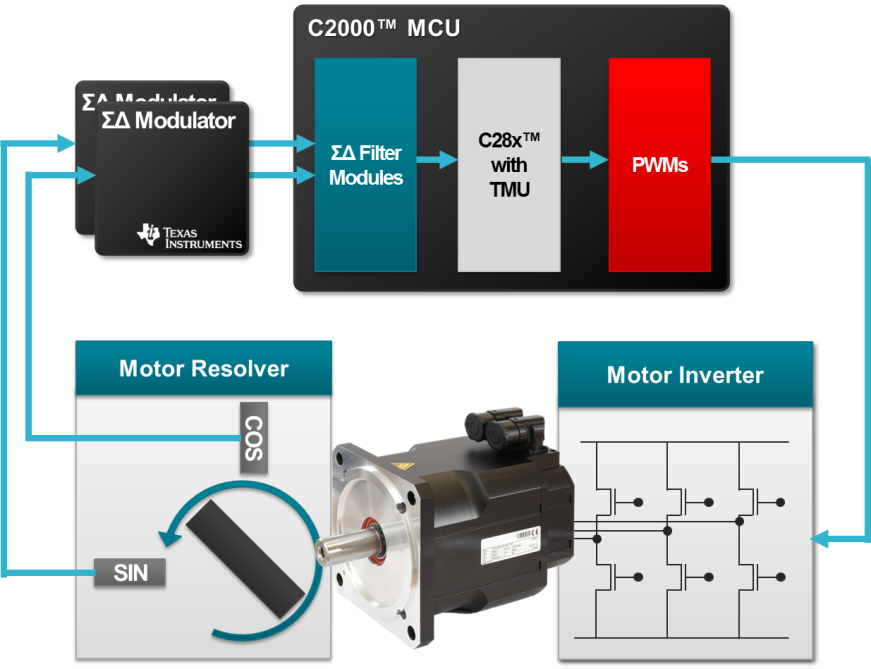 C2000™ MCU
ΣΔ Modulator
ΣΔ Modulator
TEXAS
INSTRUMENTS
ΣΔ Filter
Modules
C28x™
with
TMU
PWMs
Motor Resolver
Motor Inverter
COS
SIN